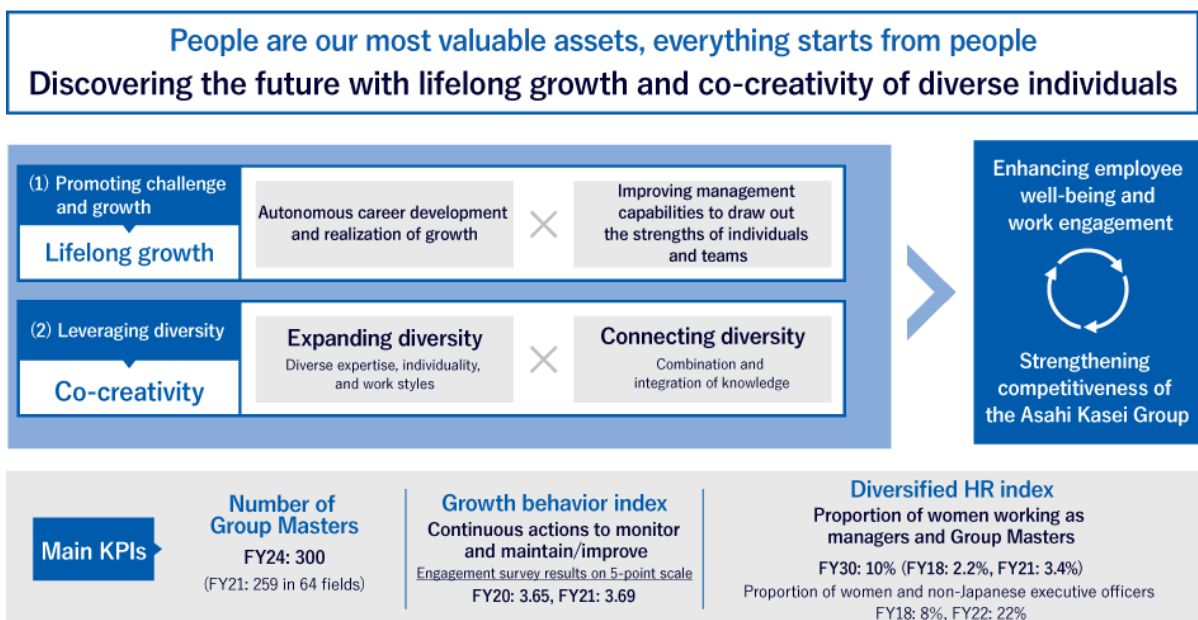 People are our most valuable assets, everything starts from people
Discovering the future with lifelong growth and co-creativity of diverse individuals
(1) Promoting challenge
and growth
Lifelong growth
Autonomous career development
and realization of growth
×
Improving management
capabilities to draw out
the strengths of individuals
and teams
(2) Leveraging diversity
Co-creativity
Expanding diversity
Diverse expertise, individuality,
and work styles
×
Connecting diversity
Combination and
integration of knowledge
Enhancing employee
well-being and
work engagement
Strengthening
competitiveness of
the Asahi Kasei Group
Main KPIs
Number of
Group Masters
FY24: 300
(FY21: 259 in 64 fields)
Growth behavior index
Continuous actions to monitor
and maintain/improve
Engagement survey results on 5-point scale
FY20: 3.65, FY21: 3.69
Diversified HR index
Proportion of women working as
managers and Group Masters
FY30: 10% (FY18: 2.2%, FY21: 3.4%)
Proportion of women and non-Japanese executive officers
FY18: 8%, FY22: 22%